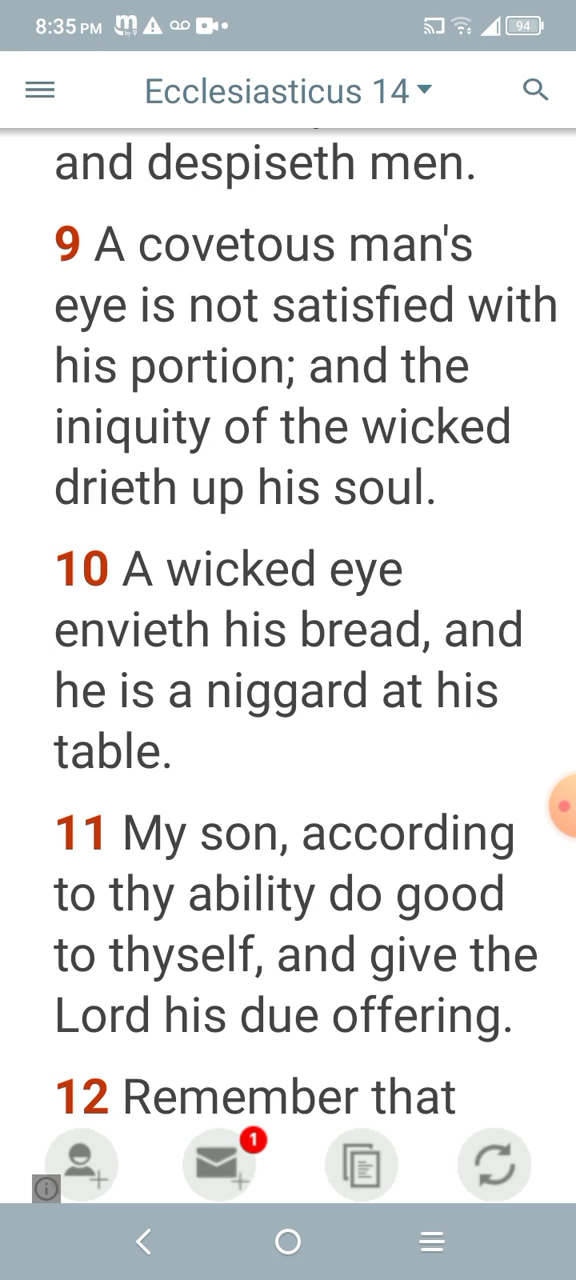 8:35 PM
94
Ecclesiasticus 14
and despiseth men.
9 A covetous man's
eye is not satisfied with
his portion; and the
iniquity of the wicked
drieth up his soul.
10 A wicked eye
envieth his bread, and
he is a niggard at his
table.
11 My son, according
to thy ability do good
to thyself, and give the
Lord his due offering.
12 Remember that
1